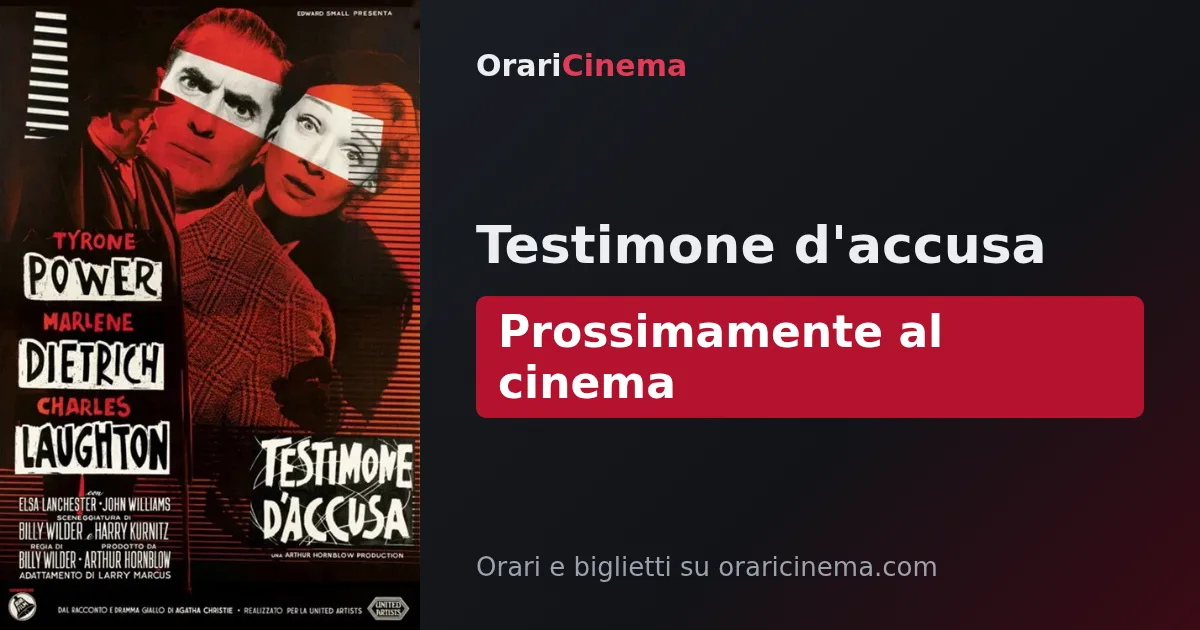 EDWARD SMALL PRESENTA
TYRONE
POWER
MARLENE
DIETRICH
CHARLES
LAUGHTON
con
ELSA LANCHESTER • JOHN WILLIAMS
SCENEGGIATURA DI
BILLY WILDER e HARRY KURNITZ
REGIA DI PRODOTTO DA
BILLY WILDER • ARTHUR HORNBLOW
ADATTAMENTO DI LARRY MARCUS
TESTIMONE
D'ACCUSA
UNA ARTHUR HORNBLOW PRODUCTION
DAL RACCONTO E DRAMMA GIALLO DI AGATHA CHRISTIE • REALIZZATO PER LA UNITED ARTISTS
UNITED
ARTISTS
OrariCinema
Testimone d'accusa
Prossimamente al
cinema
Orari e biglietti su oraricinema.com